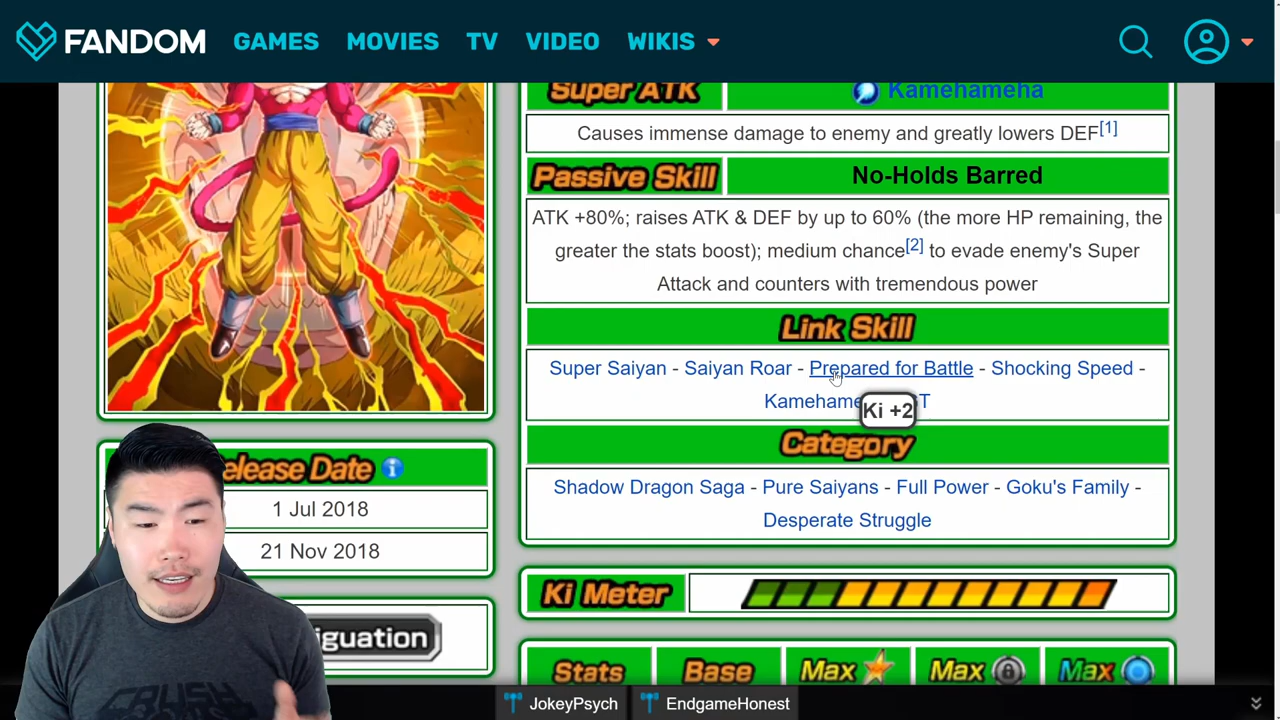 FANDOM GAMES MOVIES TV VIDEO WIKIS
Super ATK
Kamehameha
Causes immense damage to enemy and greatly lowers DEF[1]
Passive Skill
No-Holds Barred
ATK +80%; raises ATK & DEF by up to 60% (the more HP remaining, the
greater the stats boost); medium chance[2] to evade enemy's Super
Attack and counters with tremendous power
Link Skill
Super Saiyan - Saiyan Roar - Prepared for Battle - Shocking Speed -
Ki +2
Category
Shadow Dragon Saga - Pure Saiyans - Full Power - Goku's Family -
Desperate Struggle
Ki Meter
Stats Base Max Max Max
elease Date
1 Jul 2018
21 Nov 2018
iguation
JokeyPsych EndgameHonest